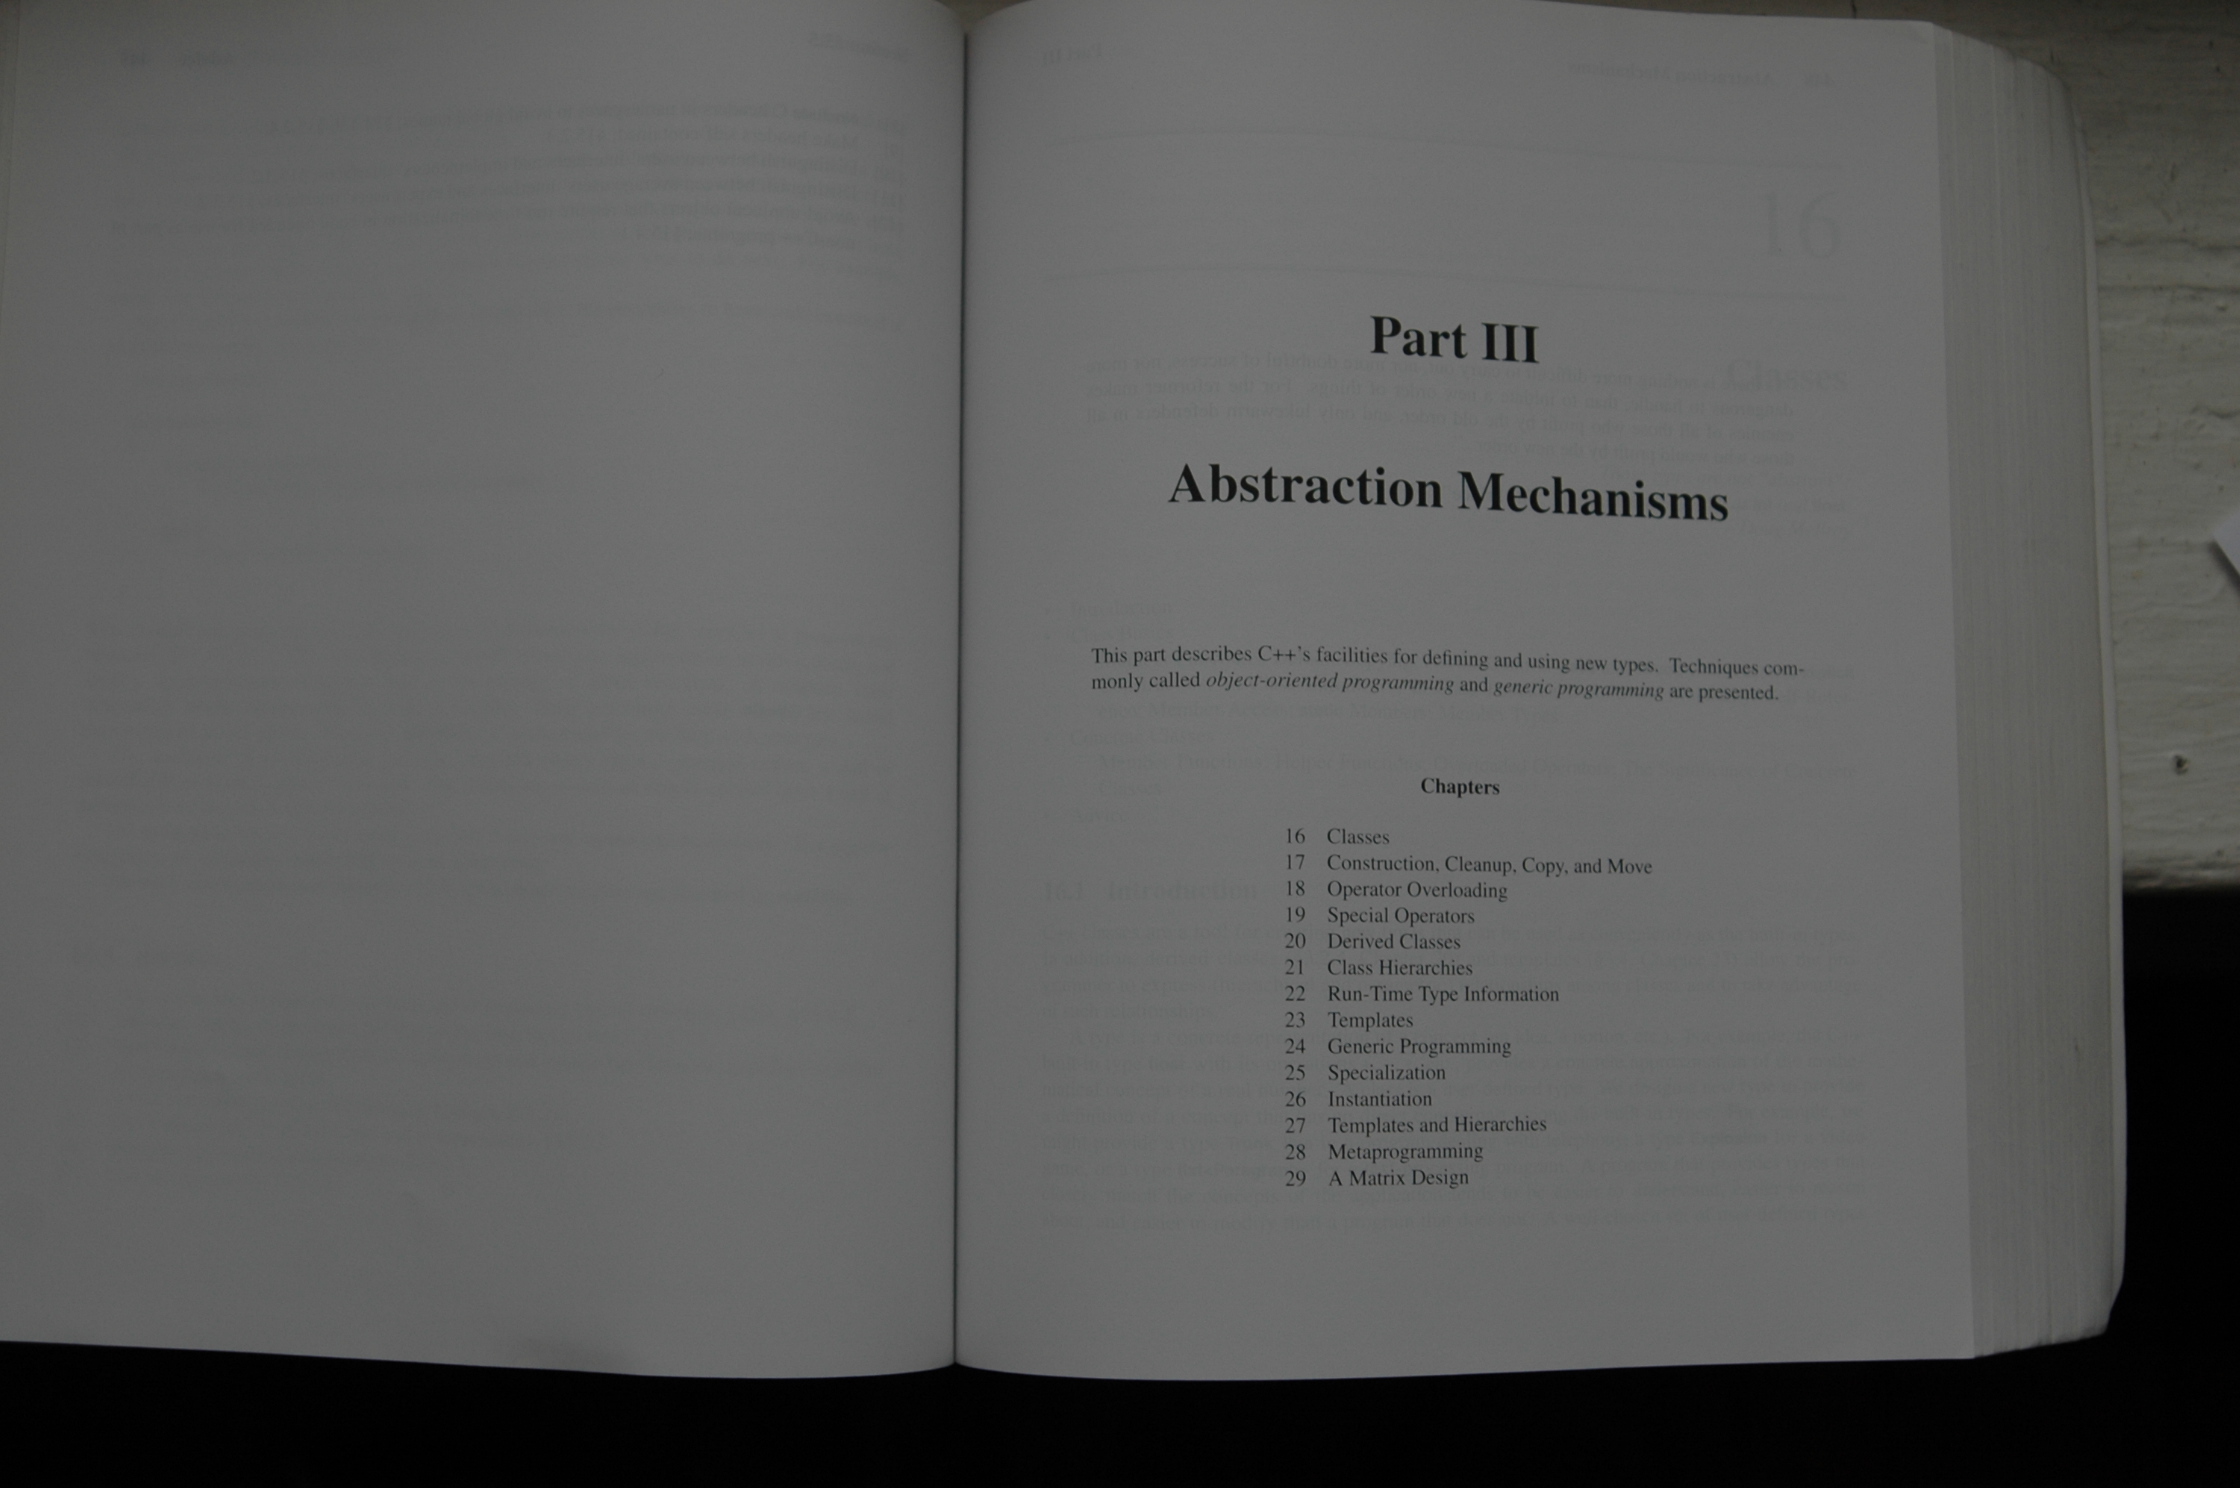 Part III
Abstraction Mechanisms
This part describes C++'s facilities for defining and using new types. Techniques com-
monly called object-oriented programming and generic programming are presented.
Chapters
16 Classes
17 Construction, Cleanup, Copy, and Move
18 Operator Overloading
19 Special Operators
20 Derived Classes
21 Class Hierarchies
22 Run-Time Type Information
23 Templates
24 Generic Programming
25 Specialization
26 Instantiation
27 Templates and Hierarchies
28 Metaprogramming
29 A Matrix Design